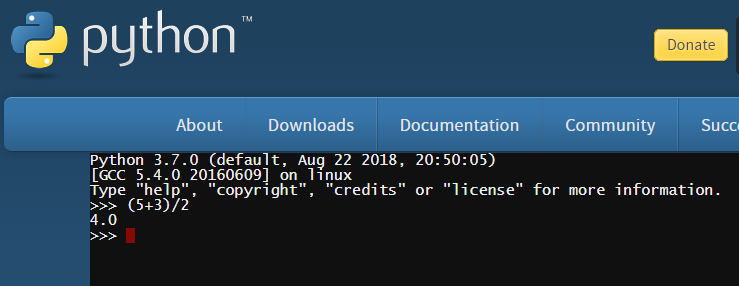 python™
Donate
About Downloads Documentation Community Succ
Python 3.7.0 (default, Aug 22 2018, 20:50:05)
[GCC 5.4.0 20160609] on linux
Type "help", "copyright", "credits" or "license" for more information.
>>> (5+3)/2
4.0
>>>